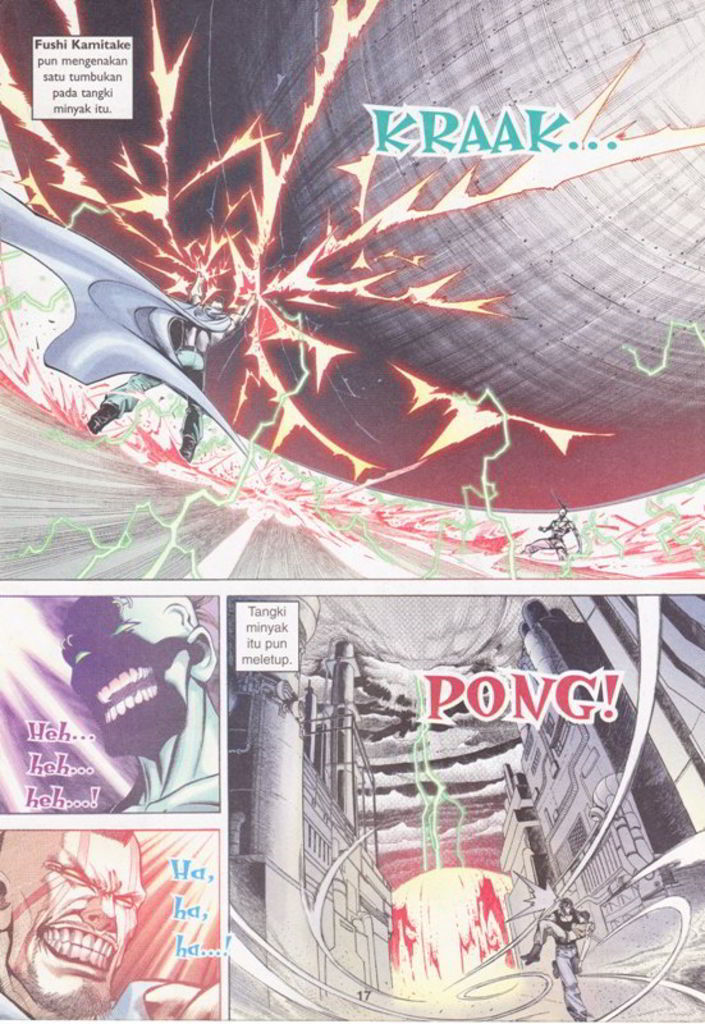 Fushi Kamitake
pun mengenakan
satu tumbukan
pada tangki
minyak itu.
KRAAK...
Heh...
heh...
heh...!
Ha,
ha,
ha...!
Tangki
minyak
itu pun
meletup.
PONG!
17